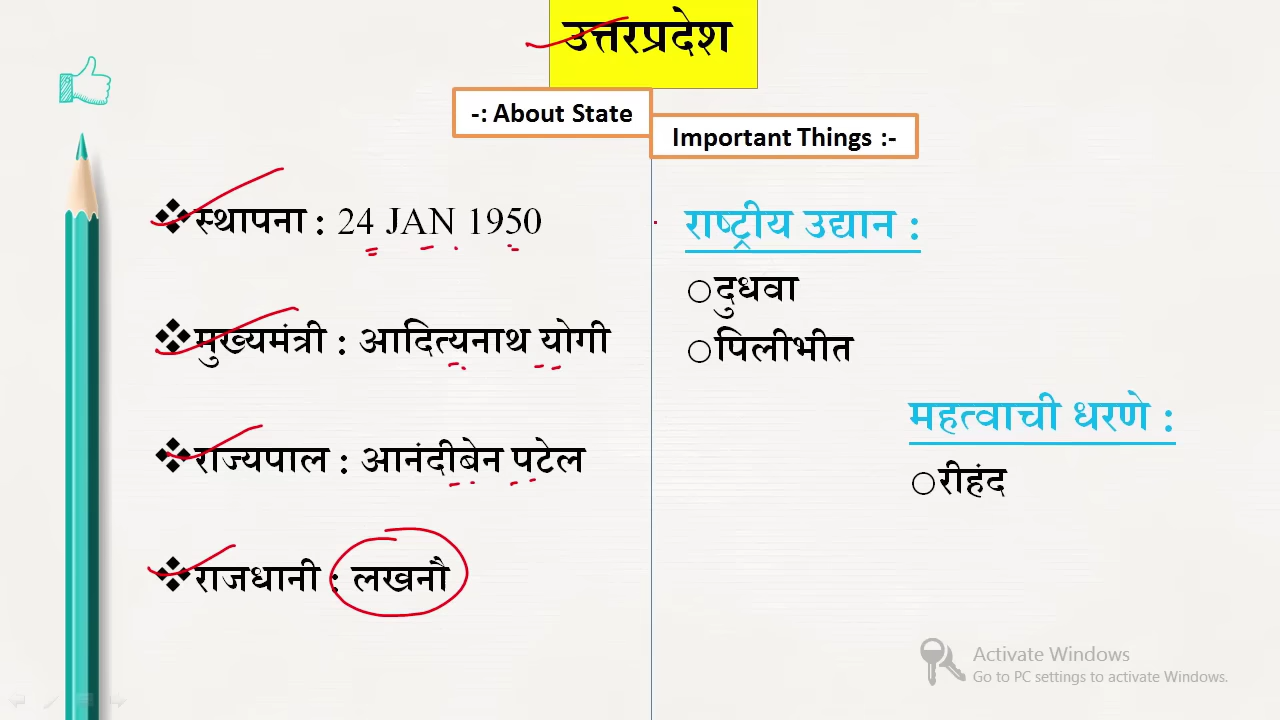 उत्तरप्रदेश
-: About State
Important Things :-
❖स्थापना : 24 JAN 1950
❖मुख्यमंत्री : आदित्यनाथ योगी
❖राज्यपाल : आनंदीबेन पटेल
❖राजधानी : लखनौ
राष्ट्रीय उद्यान :
○दुधवा
○पिलीभीत
महत्वाची धरणे :
○रीहंद
Activate Windows
Go to PC settings to activate Windows.